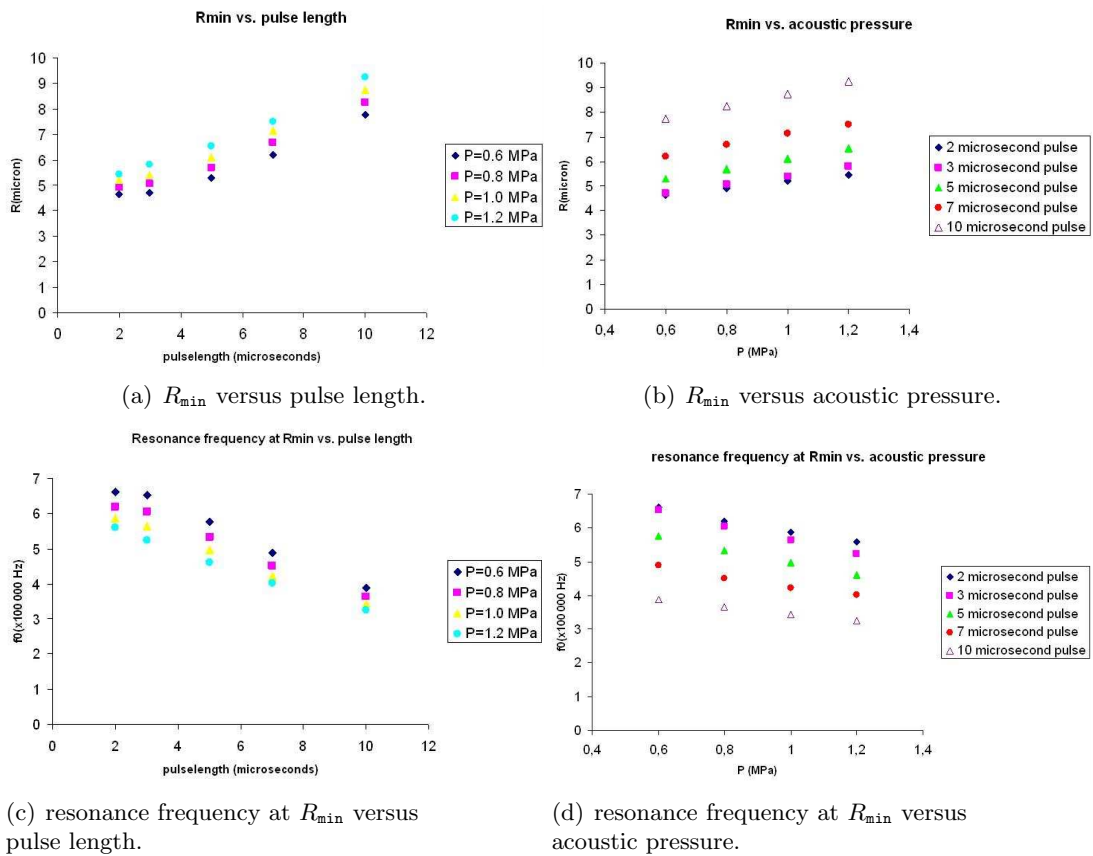 Rmin vs. pulse length
R(micron)
10
9
8
7
6
5
4
3
2
1
0
0 2 4 6 8 10 12
pulselength (microseconds)
P=0.6 MPa
P=0.8 MPa
P=1.0 MPa
P=1.2 MPa
(a) Rmin versus pulse length.
Rmin vs. acoustic pressure
R(micron)
10
9
8
7
6
5
4
3
2
1
0
0,4 0,6 0,8 1 1,2 1,4
P (MPa)
2 microsecond pulse
3 microsecond pulse
5 microsecond pulse
7 microsecond pulse
10 microsecond pulse
(b) Rmin versus acoustic pressure.
Resonance frequency at Rmin vs. pulse length
f0(x100 000 Hz)
7
6
5
4
3
2
1
0
0 2 4 6 8 10 12
pulselength (microseconds)
P=0.6 MPa
P=0.8 MPa
P=1.0 MPa
P=1.2 MPa
(c) resonance frequency at Rmin versus
pulse length.
resonance frequency at Rmin vs. acoustic pressure
f0(x100 000 Hz)
7
6
5
4
3
2
1
0
0,4 0,6 0,8 1 1,2 1,4
P (MPa)
2 microsecond pulse
3 microsecond pulse
5 microsecond pulse
7 microsecond pulse
10 microsecond pulse
(d) resonance frequency at Rmin versus
acoustic pressure.